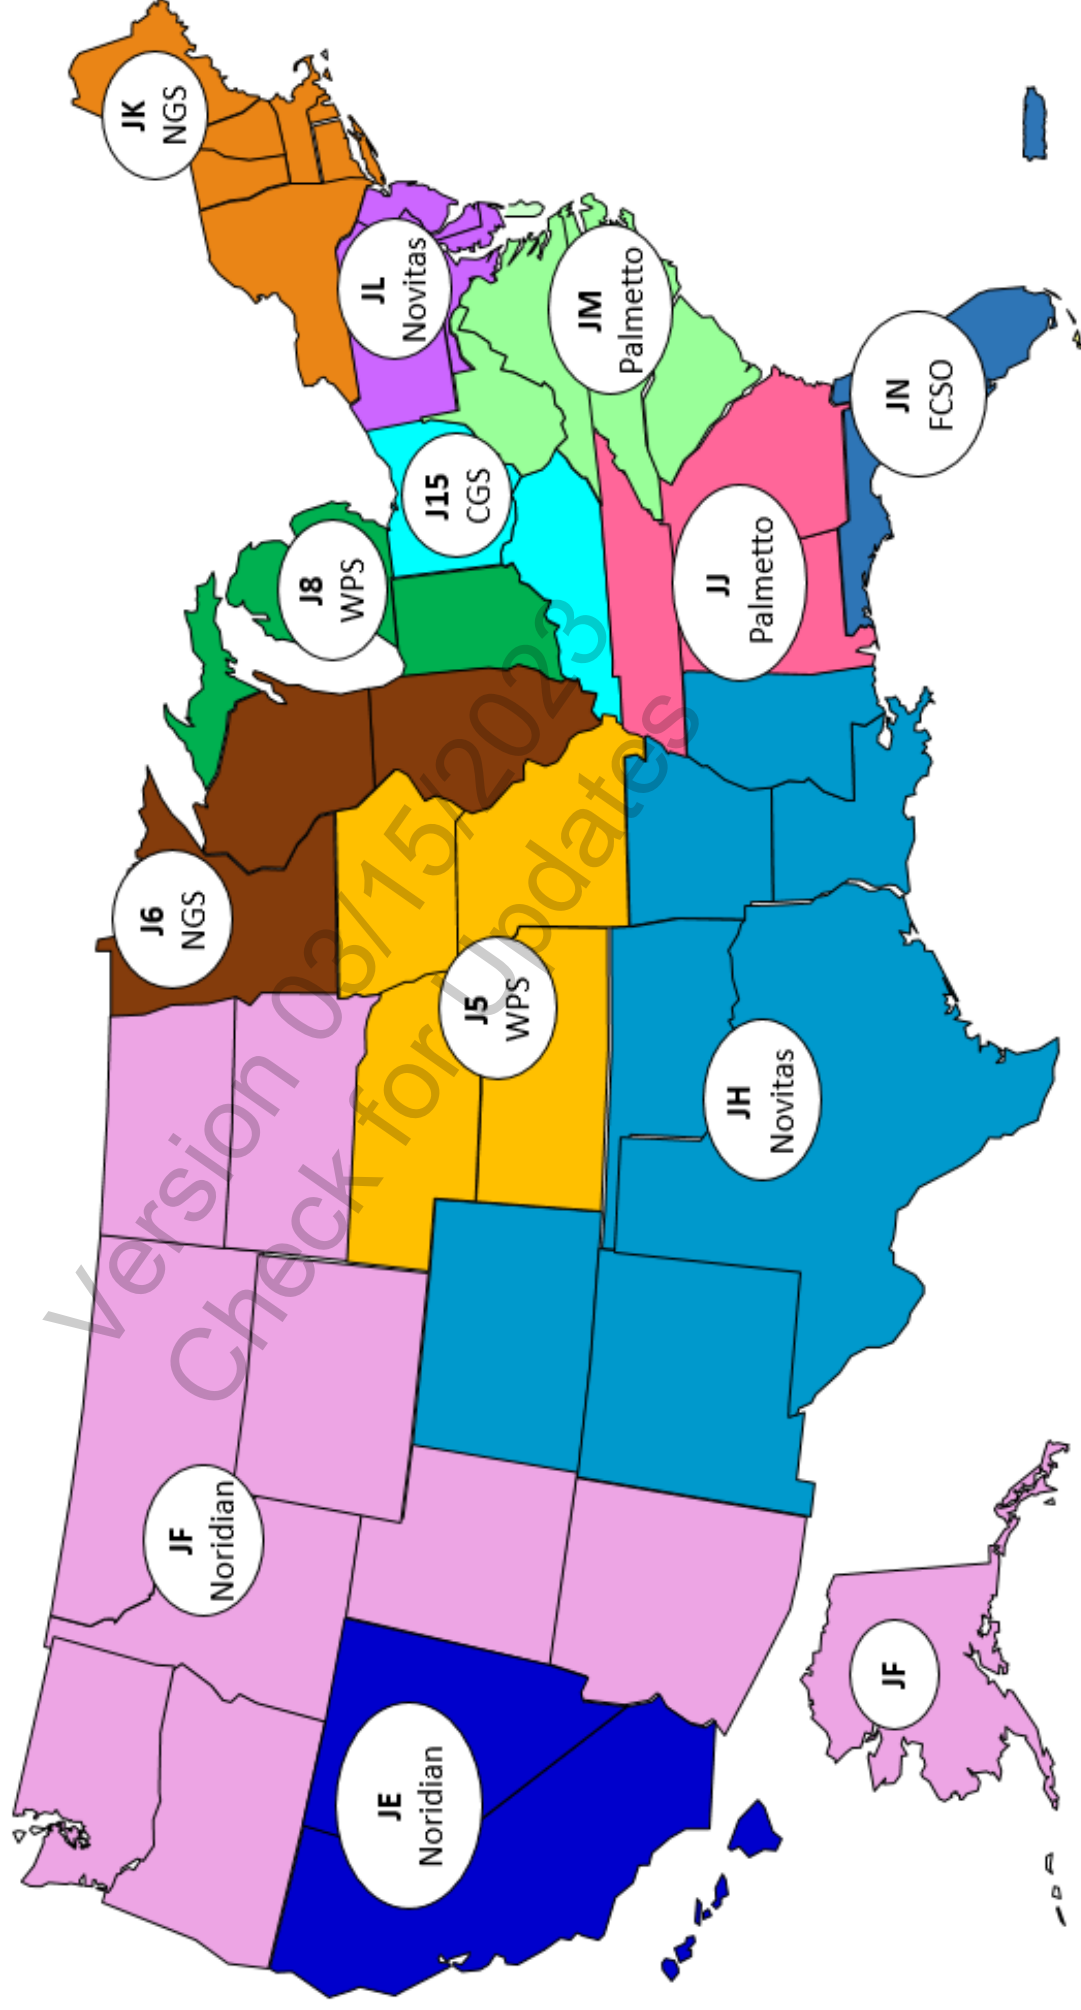 JF
Noridian
JE
Noridian
JF
J6
NGS
J5
WPS
JH
Novitas
J8
WPS
J15
CGS
JK
NGS
JL
Novitas
JM
Palmetto
JJ
Palmetto
JN
FCSO
Version 03/15/2023
Check for Updates